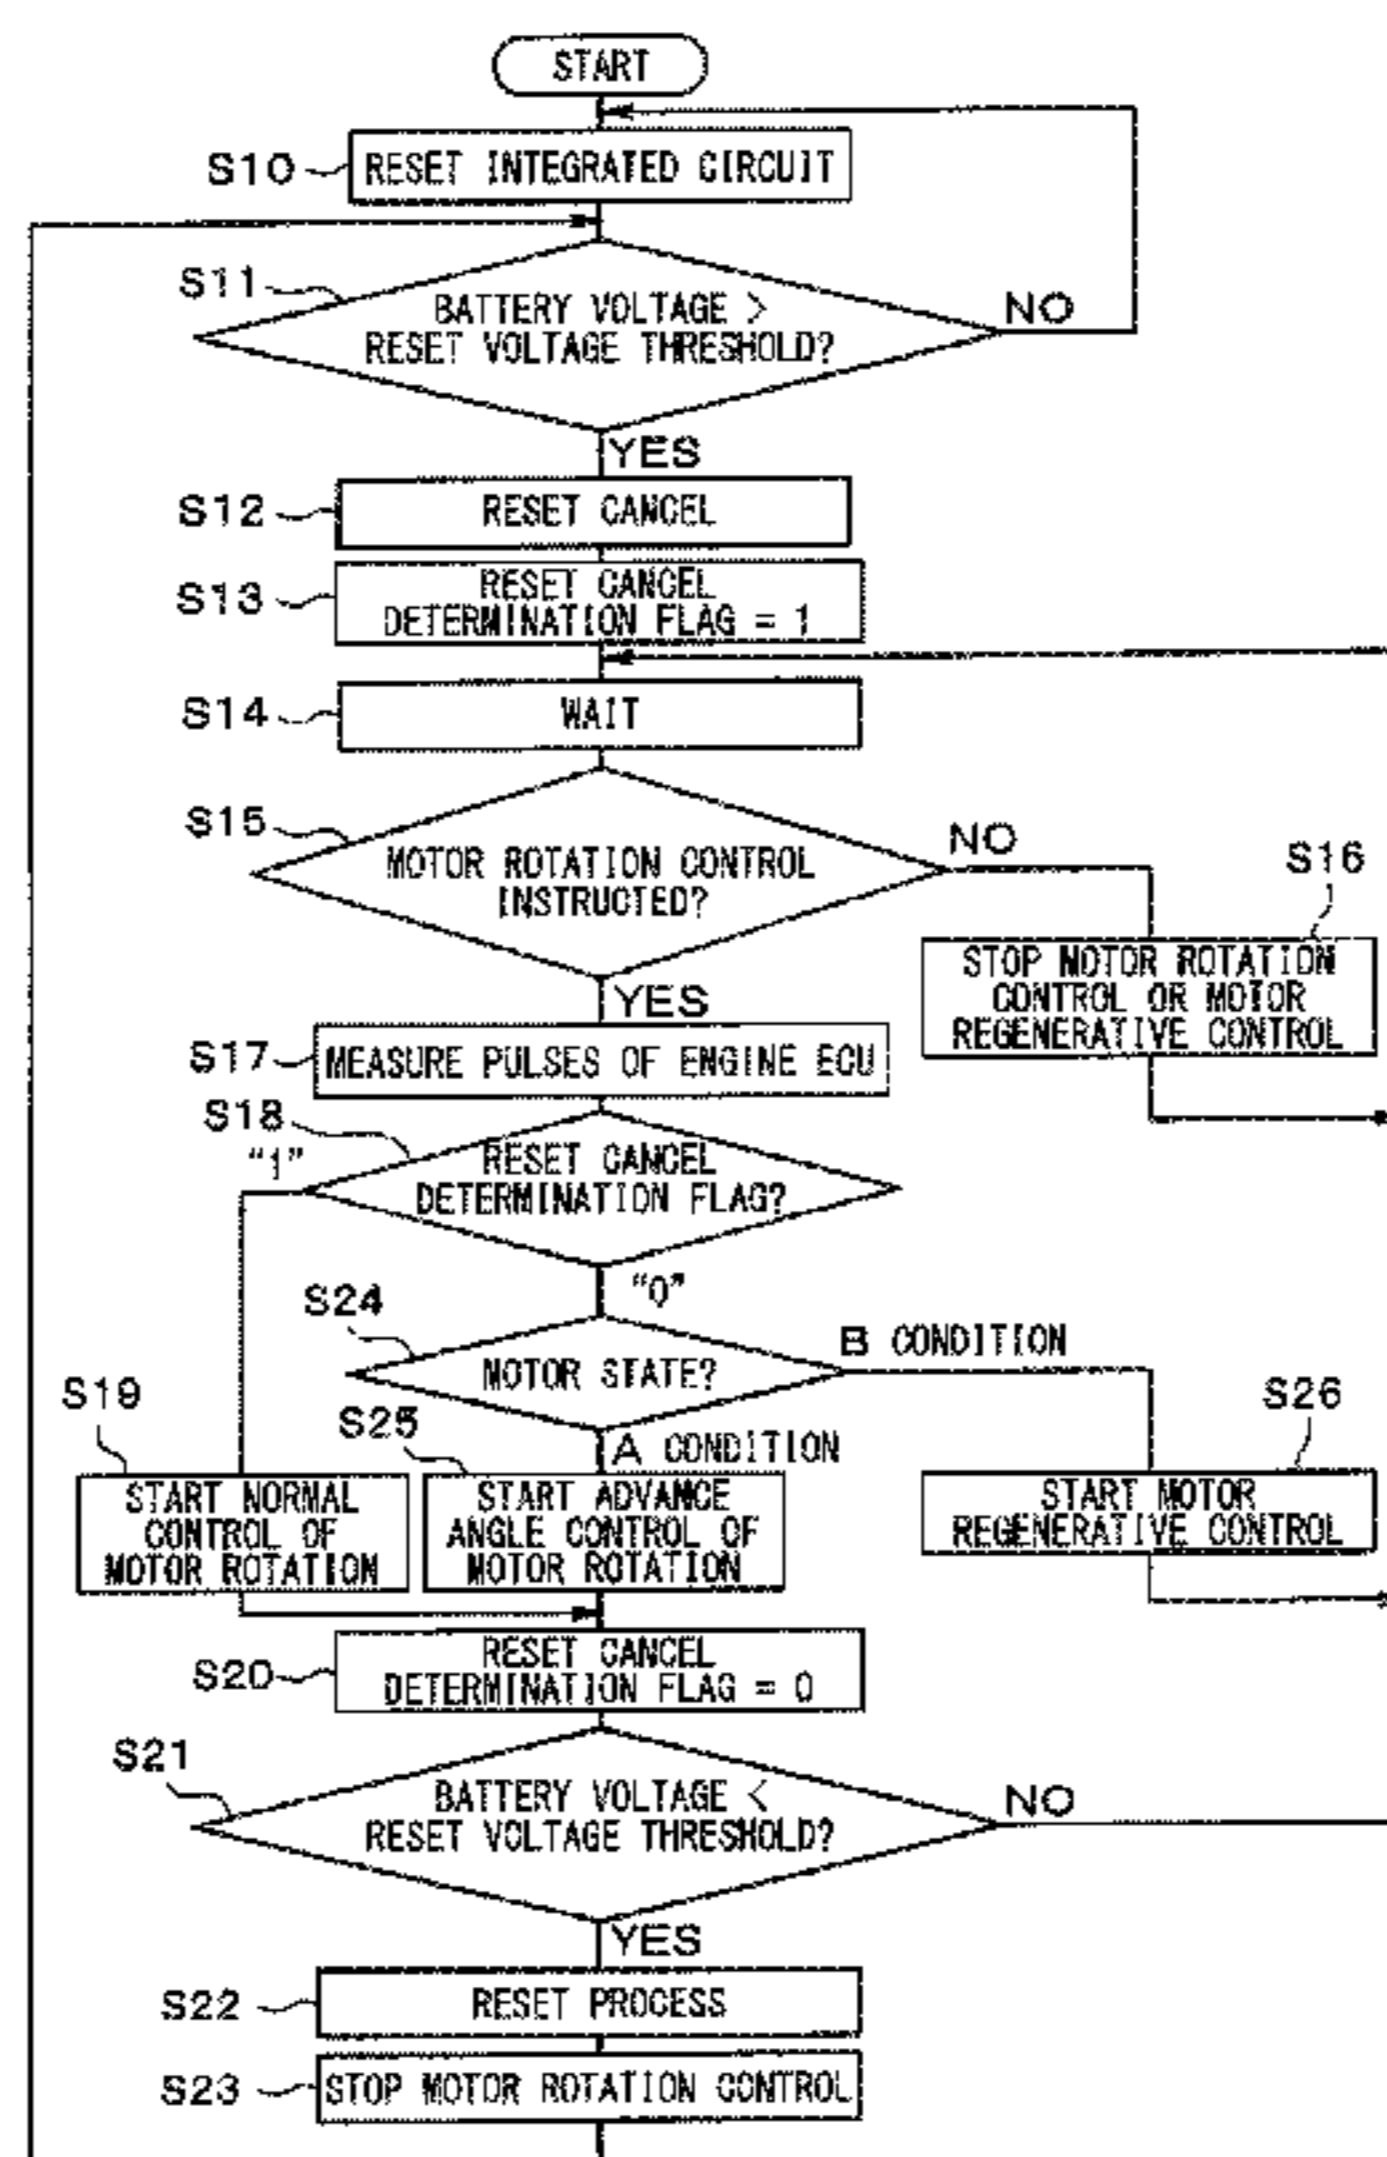 START
S10
RESET INTEGRATED CIRCUIT
S11
BATTERY VOLTAGE >
RESET VOLTAGE THRESHOLD?
NO
YES
S12
RESET CANCEL
S13
RESET CANCEL
DETERMINATION FLAG = 1
S14
WAIT
S15
MOTOR ROTATION CONTROL
INSTRUCTED?
NO
S16
STOP MOTOR ROTATION
CONTROL OR MOTOR
REGENERATIVE CONTROL
YES
S17
MEASURE PULSES OF ENGINE ECU
S18
"1"
RESET CANCEL
DETERMINATION FLAG?
"0"
S24
MOTOR STATE?
B CONDITION
S19
S25
A CONDITION
S26
START NORMAL
CONTROL OF
MOTOR ROTATION
START ADVANCE
ANGLE CONTROL OF
MOTOR ROTATION
START MOTOR
REGENERATIVE CONTROL
S20
RESET CANCEL
DETERMINATION FLAG = 0
S21
BATTERY VOLTAGE <
RESET VOLTAGE THRESHOLD?
NO
YES
S22
RESET PROCESS
S23
STOP MOTOR ROTATION CONTROL